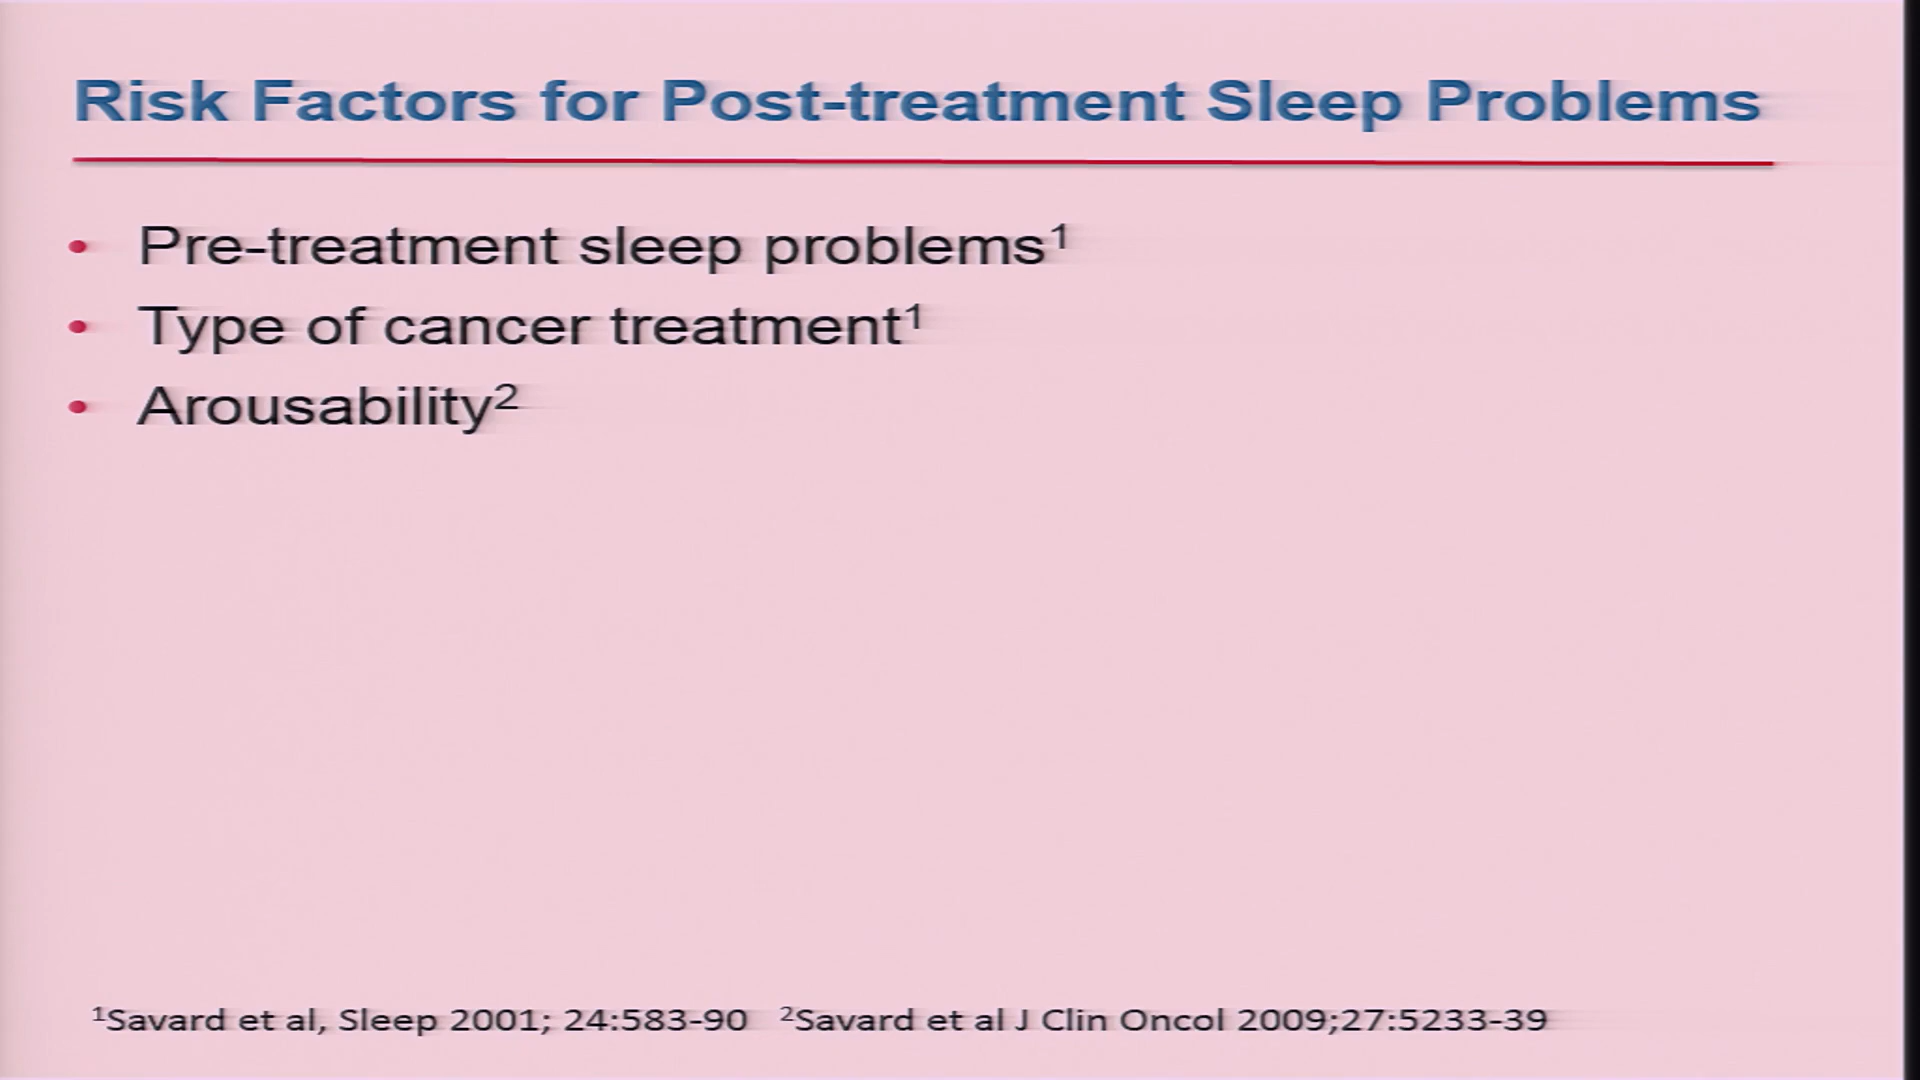 Risk Factors for Post-treatment Sleep Problems
• Pre-treatment sleep problems¹
• Type of cancer treatment¹
• Arousability²
¹Savard et al, Sleep 2001; 24:583-90 ²Savard et al J Clin Oncol 2009;27:5233-39